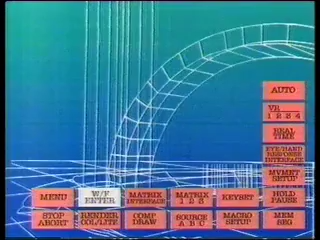 AUTO
VR
1 2 3 4
REAL
TIME
EYE/HAND
RESPONSE
INTERFACE
MVMET
SETUP
MENU
W/F
ENTER
MATRIX
INTERFACE
MATRIX
1 2 3
KEYSET
HOLD
PAUSE
STOP
ABORT
RENDER
COL/LITE
COMP
DRAW
SOURCE
A B C
MACRO
SETUP
MEM
SEG